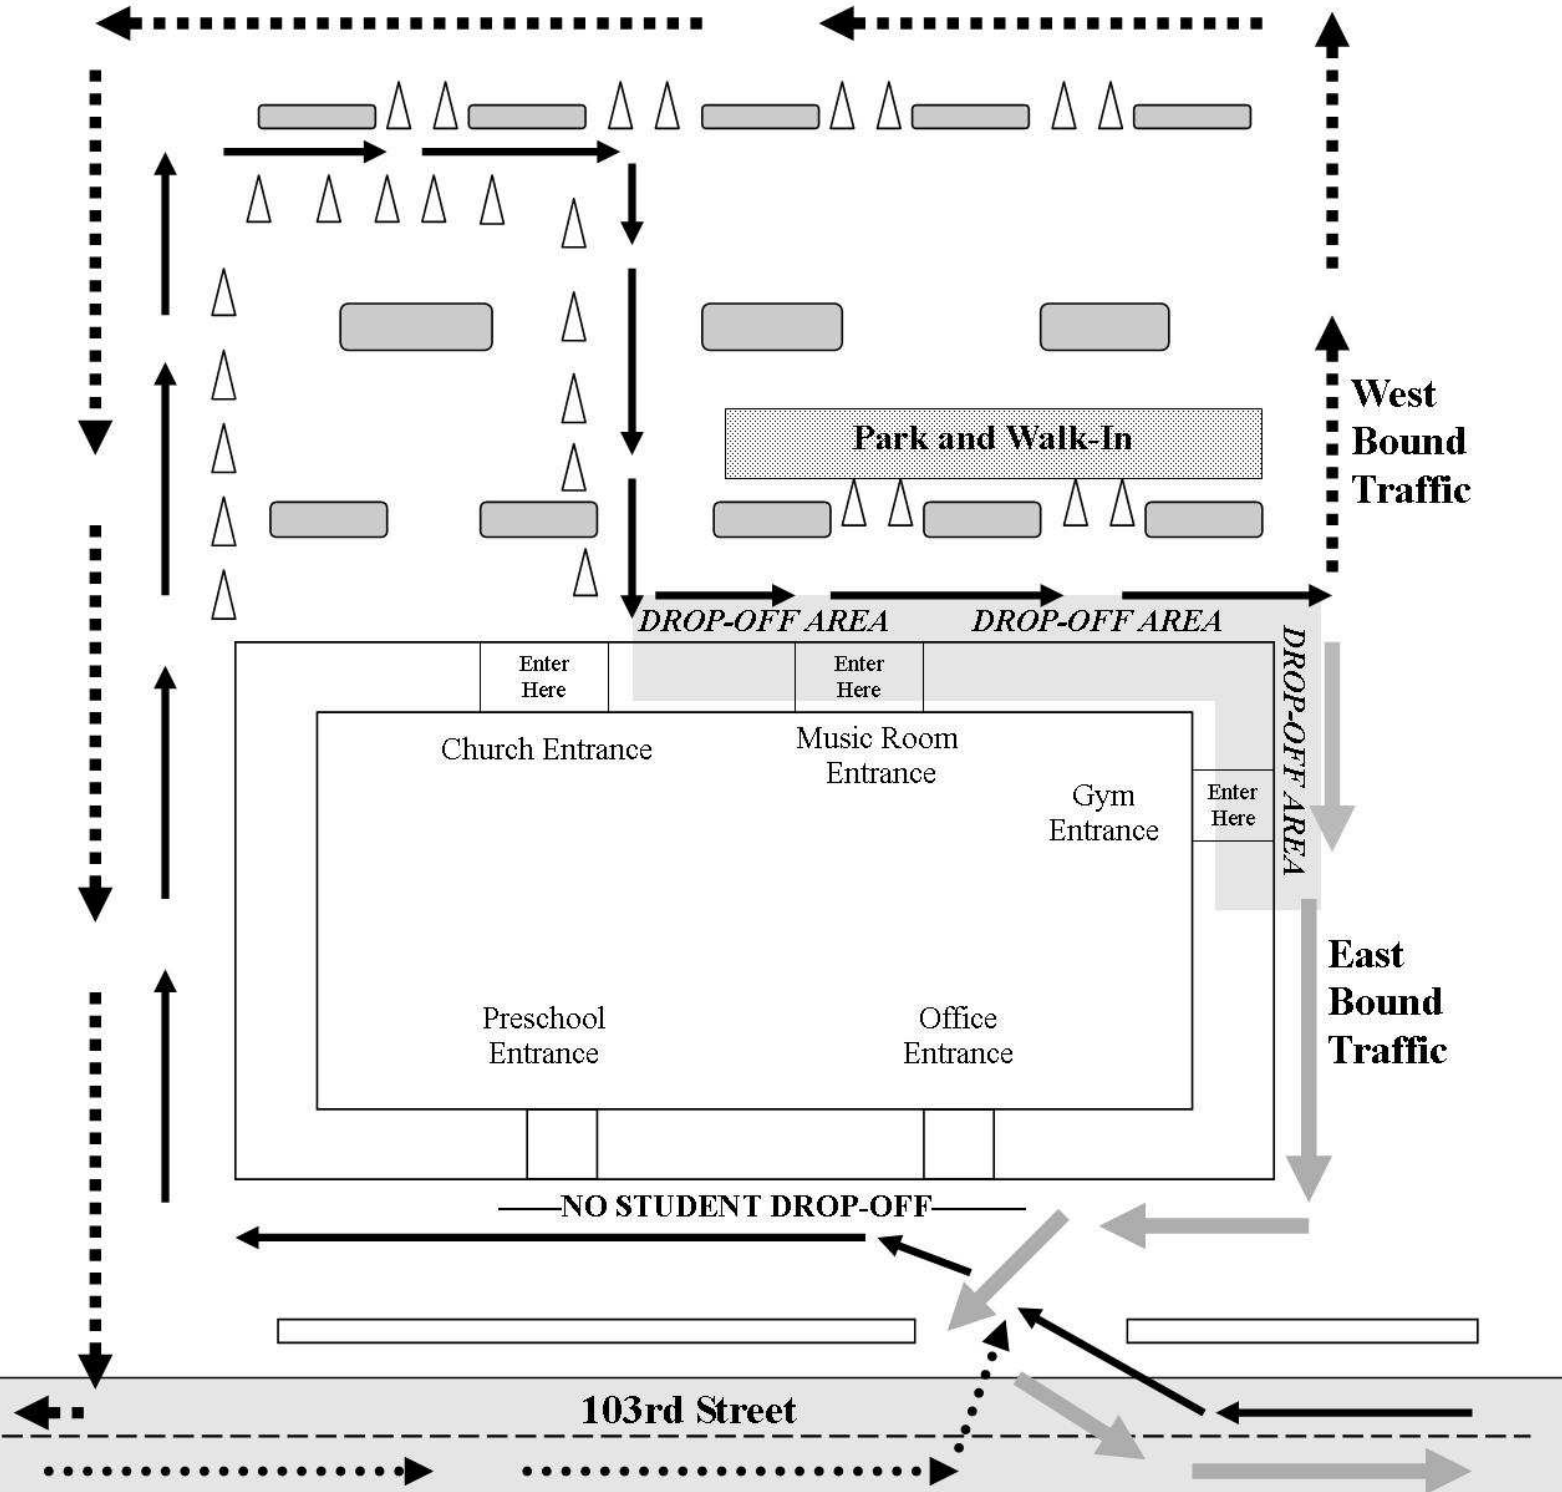 West
Bound
Traffic
Park and Walk-In
DROP-OFF AREA
DROP-OFF AREA
DROP-OFF AREA
Enter
Here
Enter
Here
Church Entrance
Music Room
Entrance
Gym
Entrance
Enter
Here
East
Bound
Traffic
Preschool
Entrance
Office
Entrance
NO STUDENT DROP-OFF
103rd Street